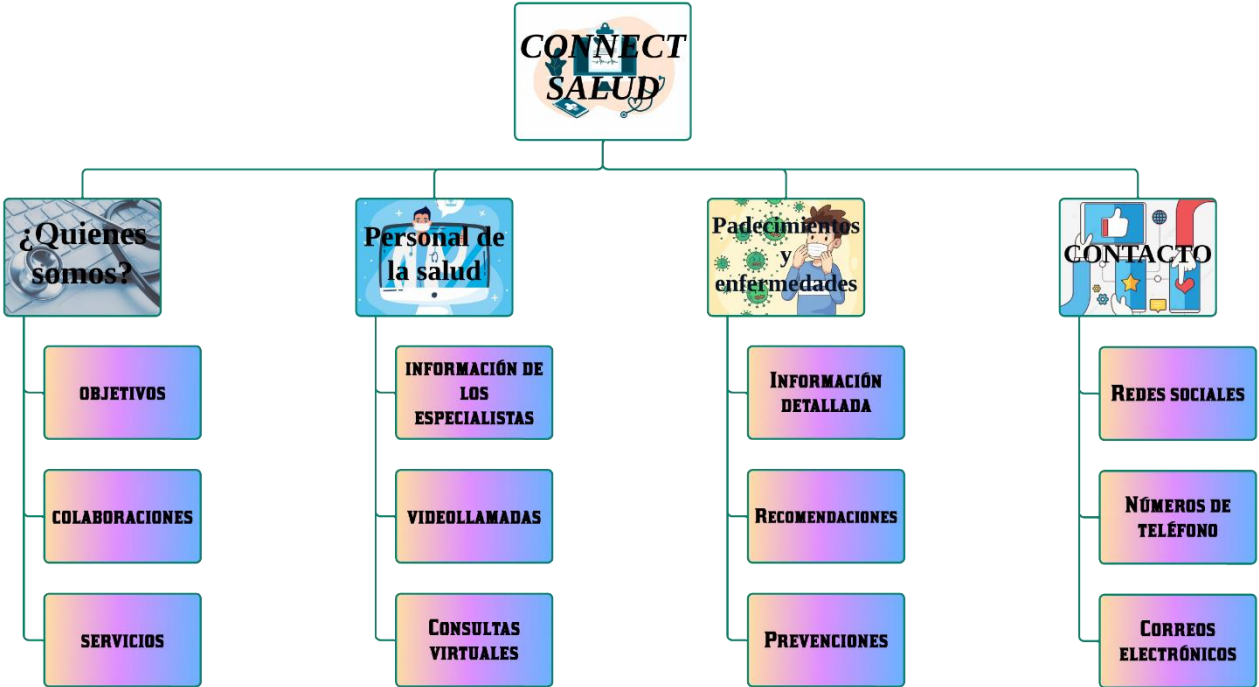 CONNECT
SALUD
¿Quienes
somos?
Personal de
la salud
Padecimientos
y
enfermedades
CONTACTO
OBJETIVOS
INFORMACIÓN DE
LOS
ESPECIALISTAS
INFORMACIÓN
DETALLADA
REDES SOCIALES
COLABORACIONES
VIDEOLLAMADAS
RECOMENDACIONES
NÚMEROS DE
TELÉFONO
SERVICIOS
CONSULTAS
VIRTUALES
PREVENCIONES
CORREOS
ELECTRÓNICOS